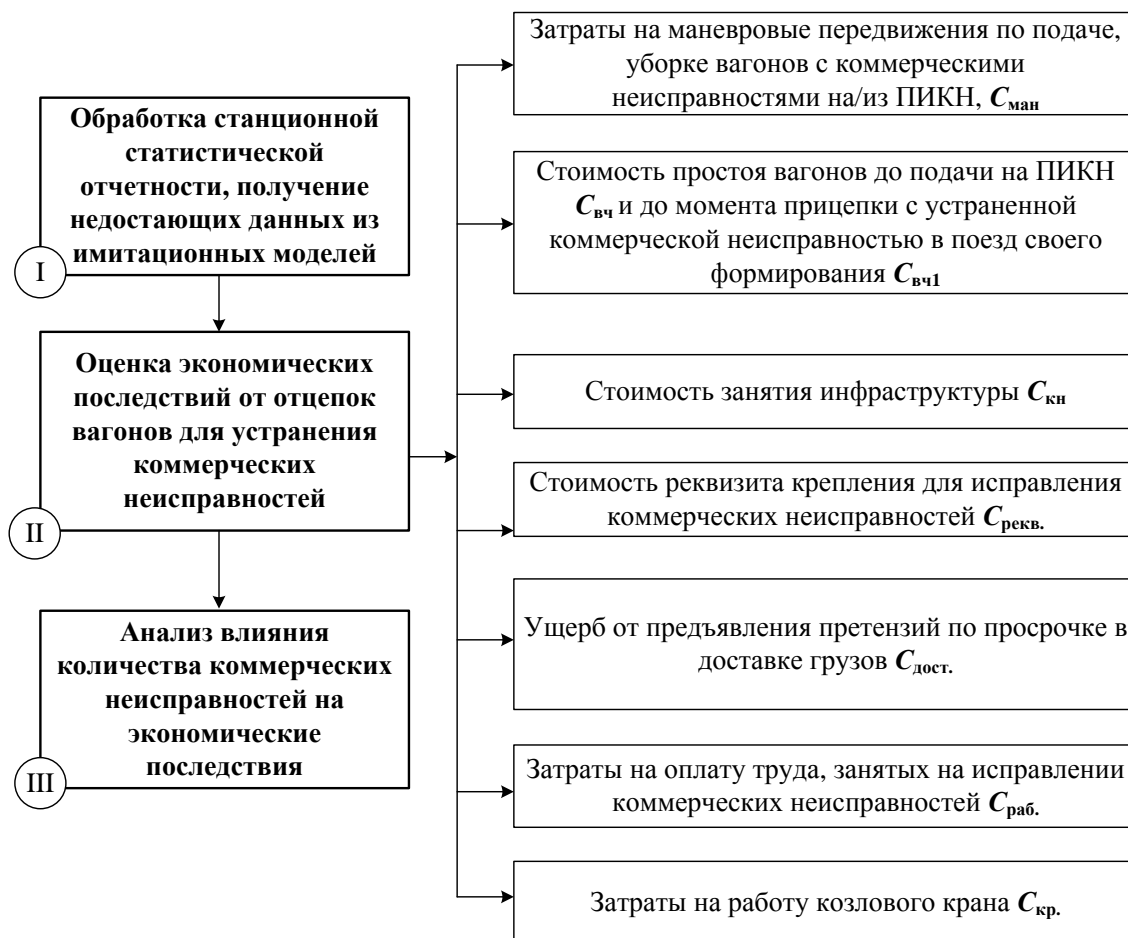 Обработка станционной
статистической
отчетности, получение
недостающих данных из
имитационных моделей
I
Оценка экономических
последствий от отцепок
вагонов для устранения
коммерческих
неисправностей
II
Анализ влияния
количества коммерческих
неисправностей на
экономические
последствия
III
Затраты на маневровые передвижения по подаче,
уборке вагонов с коммерческими
неисправностями на/из ПИКН, Cман
Стоимость простоя вагонов до подачи на ПИКН
Cвч и до момента прицепки с устраненной
коммерческой неисправностью в поезд своего
формирования Cвч1
Стоимость занятия инфраструктуры Cкн
Стоимость реквизита крепления для исправления
коммерческих неисправностей Cрекв.
Ущерб от предъявления претензий по просрочке в
доставке грузов Cдост.
Затраты на оплату труда, занятых на исправлении
коммерческих неисправностей Cраб.
Затраты на работу козлового крана Cкр.